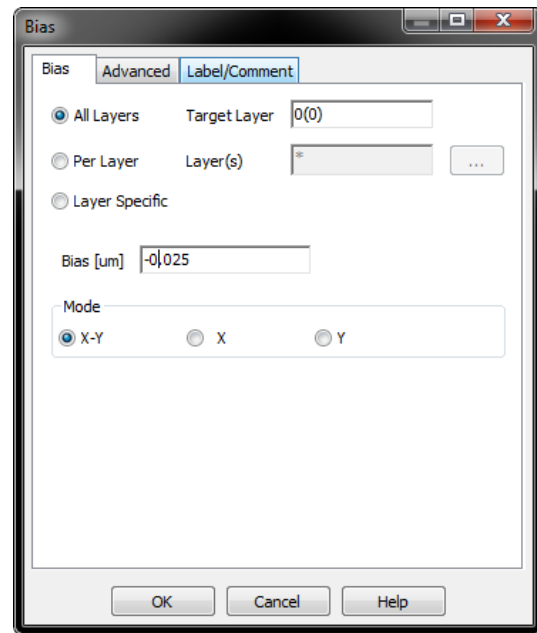 Bias
Bias Advanced Label/Comment
All Layers Target Layer 0(0)
Per Layer Layer(s) * ...
Layer Specific
Bias [um] -0.025
Mode
X-Y X Y
OK Cancel Help